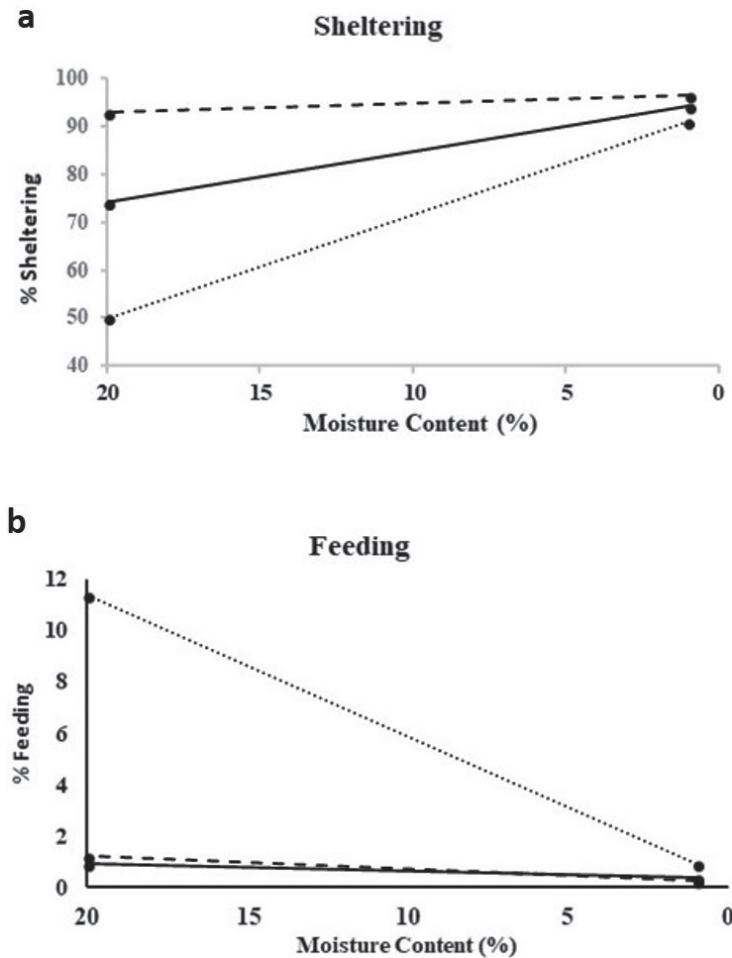 a
Sheltering
100
90
80
70
60
50
40
% Sheltering
20 15 10 5 0
Moisture Content (%)
b
Feeding
12
10
8
6
4
2
0
% Feeding
20 15 10 5 0
Moisture Content (%)